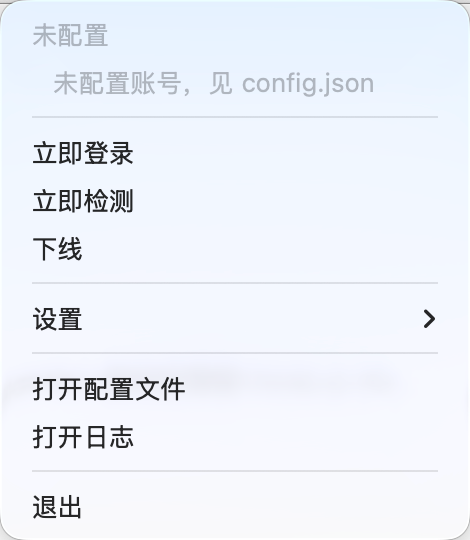 未配置
未配置账号，见 config.json
立即登录
立即检测
下线
设置
打开配置文件
打开日志
退出